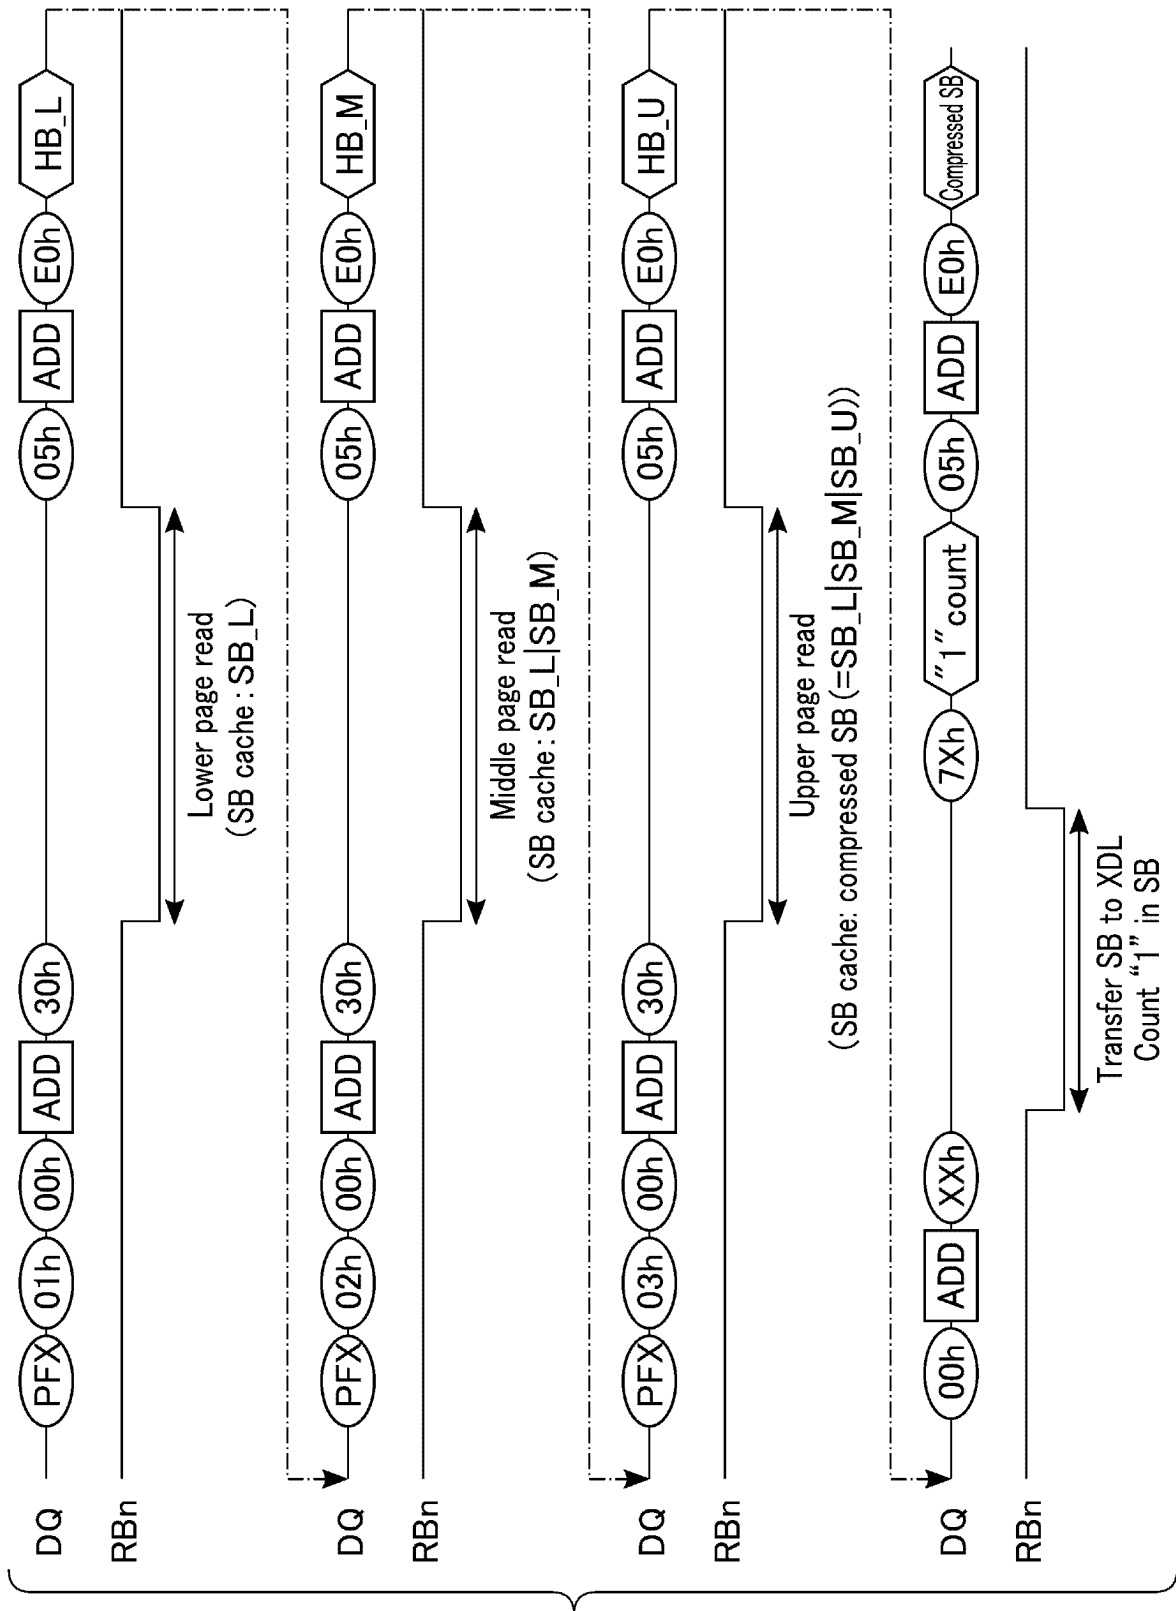 DQ PFX 01h 00h ADD 30h 05h ADD E0h HB_L
RBn
Lower page read
(SB cache : SB_L)
DQ PFX 02h 00h ADD 30h 05h ADD E0h HB_M
RBn
Middle page read
(SB cache : SB_L|SB_M)
DQ PFX 03h 00h ADD 30h 05h ADD E0h HB_U
RBn
Upper page read
(SB cache: compressed SB (=SB_L|SB_M|SB_U))
DQ 00h ADD XXh 7Xh "1" count 05h ADD E0h Compressed SB
RBn
Transfer SB to XDL
Count “1” in SB